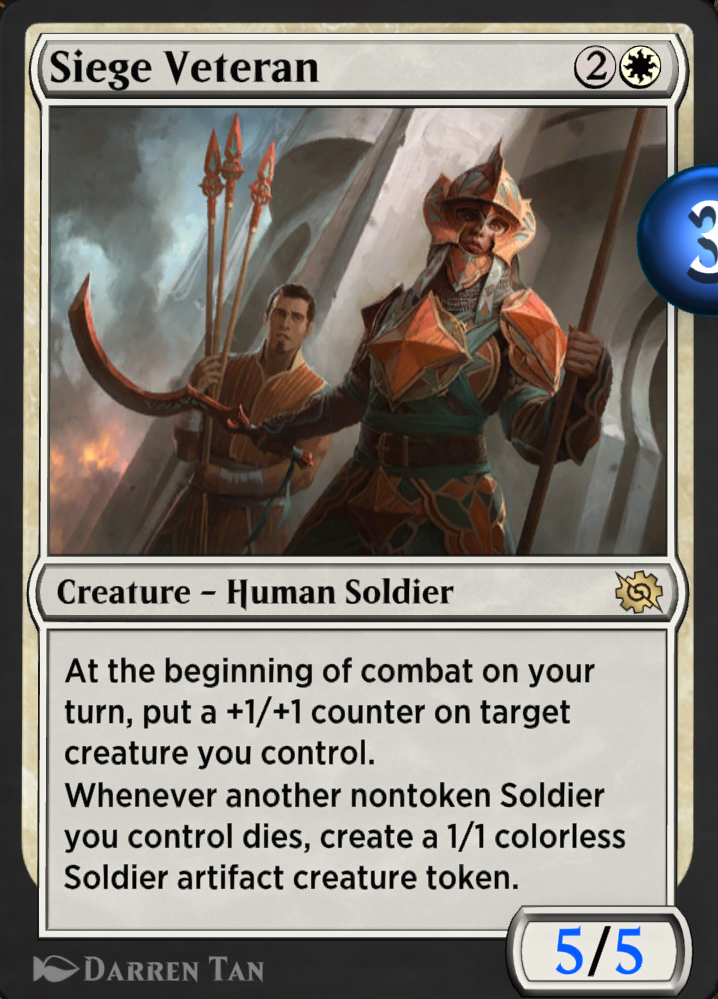 Siege Veteran 2
3
Creature – Human Soldier
At the beginning of combat on your
turn, put a +1/+1 counter on target
creature you control.
Whenever another nontoken Soldier
you control dies, create a 1/1 colorless
Soldier artifact creature token.
5/5
Darren Tan